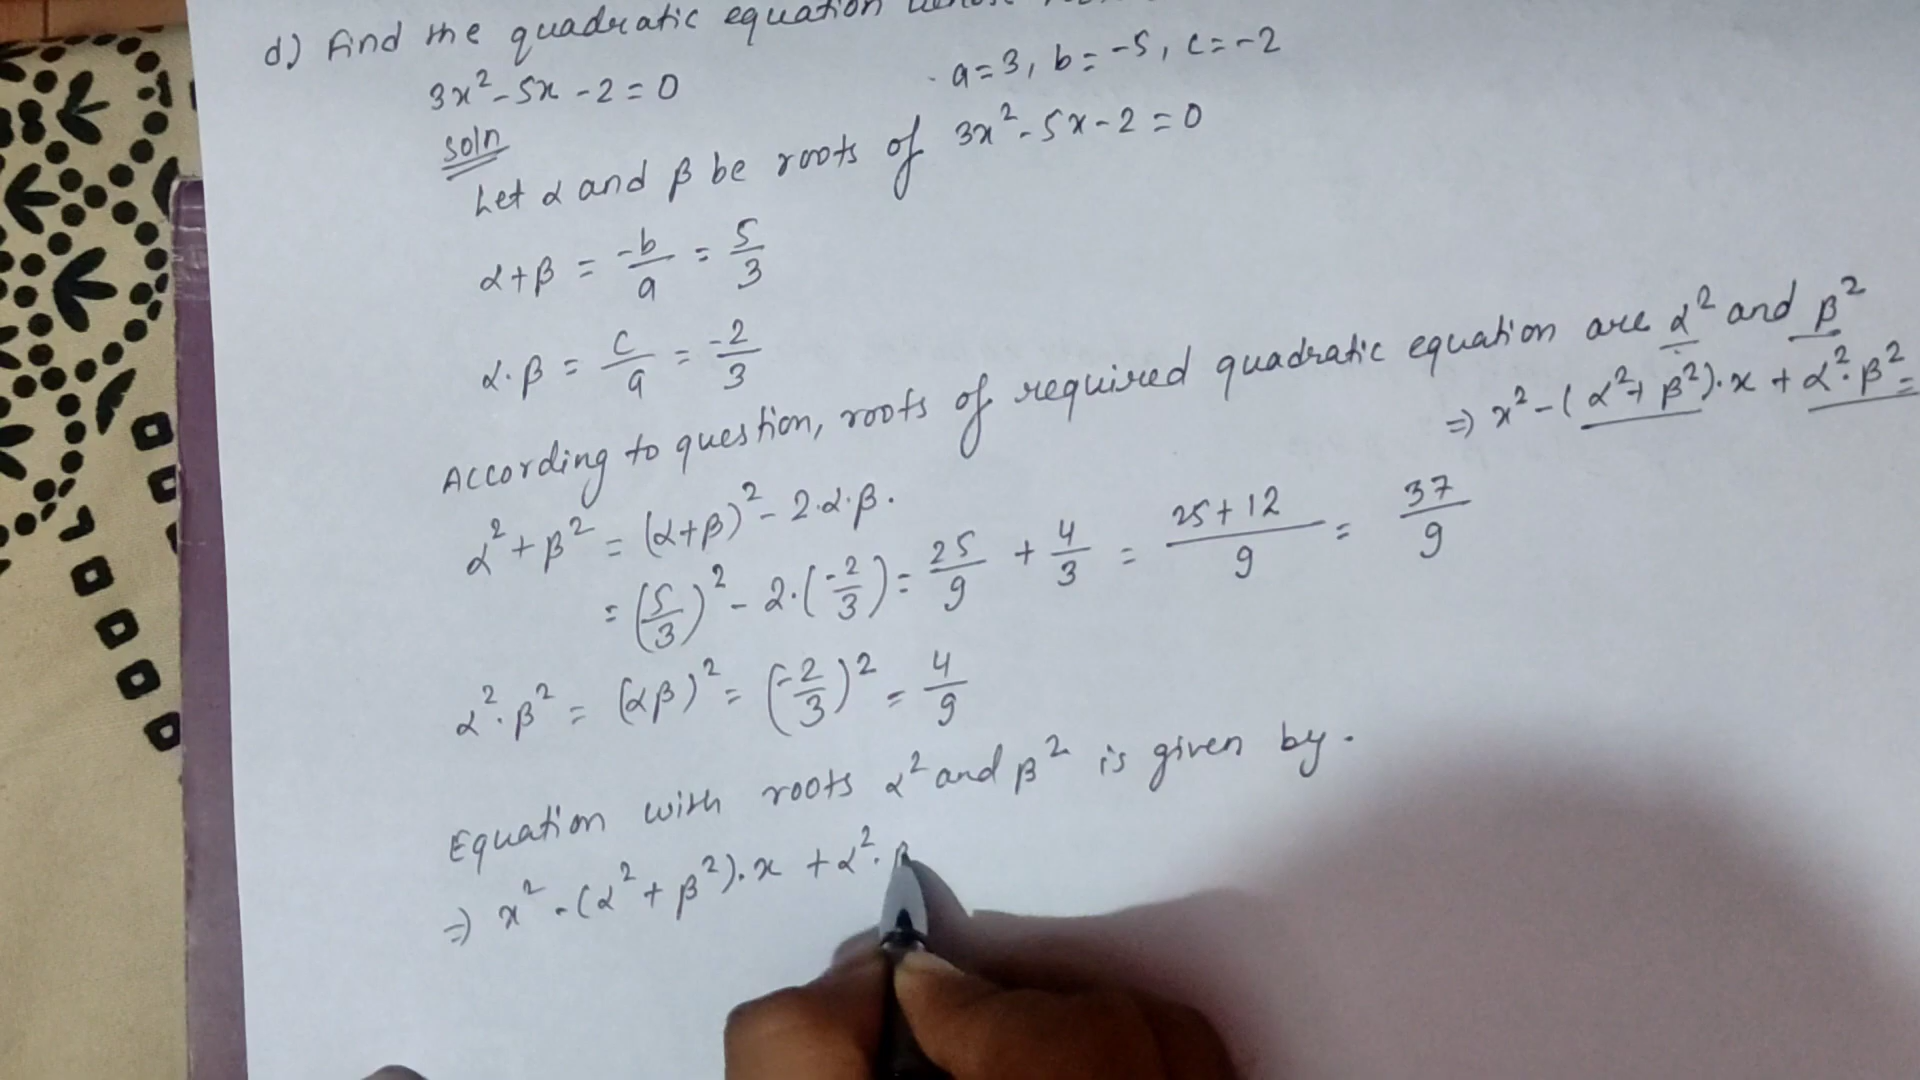 d) Find the quadratic equation
3x² - 5x - 2 = 0
a = 3, b = -5, c = -2
soln
Let α and β be roots of 3x² - 5x - 2 = 0
α + β = -b/a = 5/3
α . β = c/a = -2/3
According to question, roots of required quadratic equation are α² and β²
⇒ x² - (α² + β²) . x + α² . β² =
α² + β² = (α + β)² - 2 . α . β .
= (5/3)² - 2 . (-2/3) = 25/9 + 4/3 = 25 + 12/9 = 37/9
α² . β² = (αβ)² = (-2/3)² = 4/9
Equation with roots α² and β² is given by .
⇒ x² - (α² + β²) . x + α² .